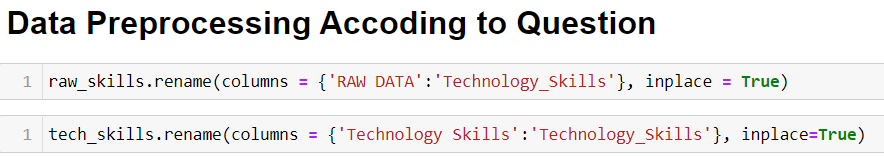 Data Preprocessing Accoding to Question
1 raw_skills.rename(columns = {'RAW DATA':'Technology_Skills'}, inplace = True)
1 tech_skills.rename(columns = {'Technology Skills':'Technology_Skills'}, inplace=True)